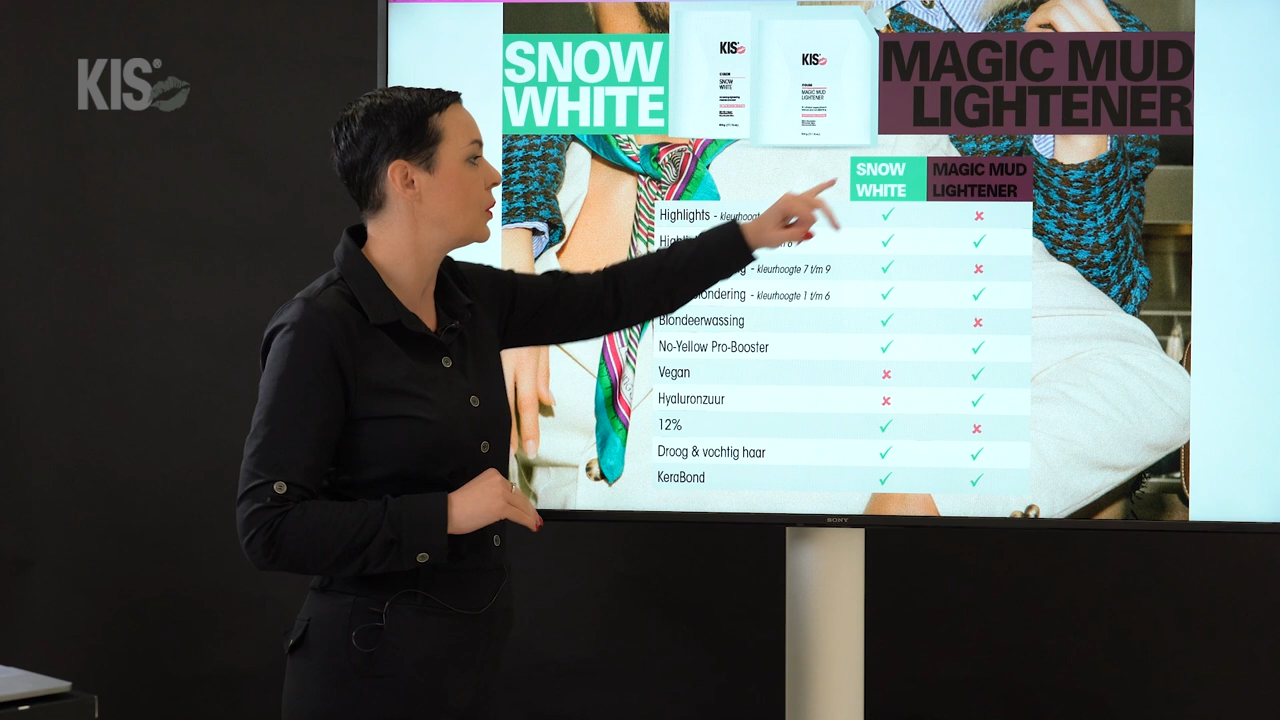 KIS®
SNOW
WHITE
KIS
SNOW
WHITE
KIS
MAGIC MUD
LIGHTENER
MAGIC MUD
LIGHTENER
SNOW
WHITE
MAGIC MUD
LIGHTENER
Highlights - kleurhoogt
8
- kleurhoogte 7 t/m 9
- kleurhoogte 1 t/m 6
Blondeerwassing
No-Yellow Pro-Booster
Vegan
Hyaluronzuur
12%
Droog & vochtig haar
KeraBond
SONY